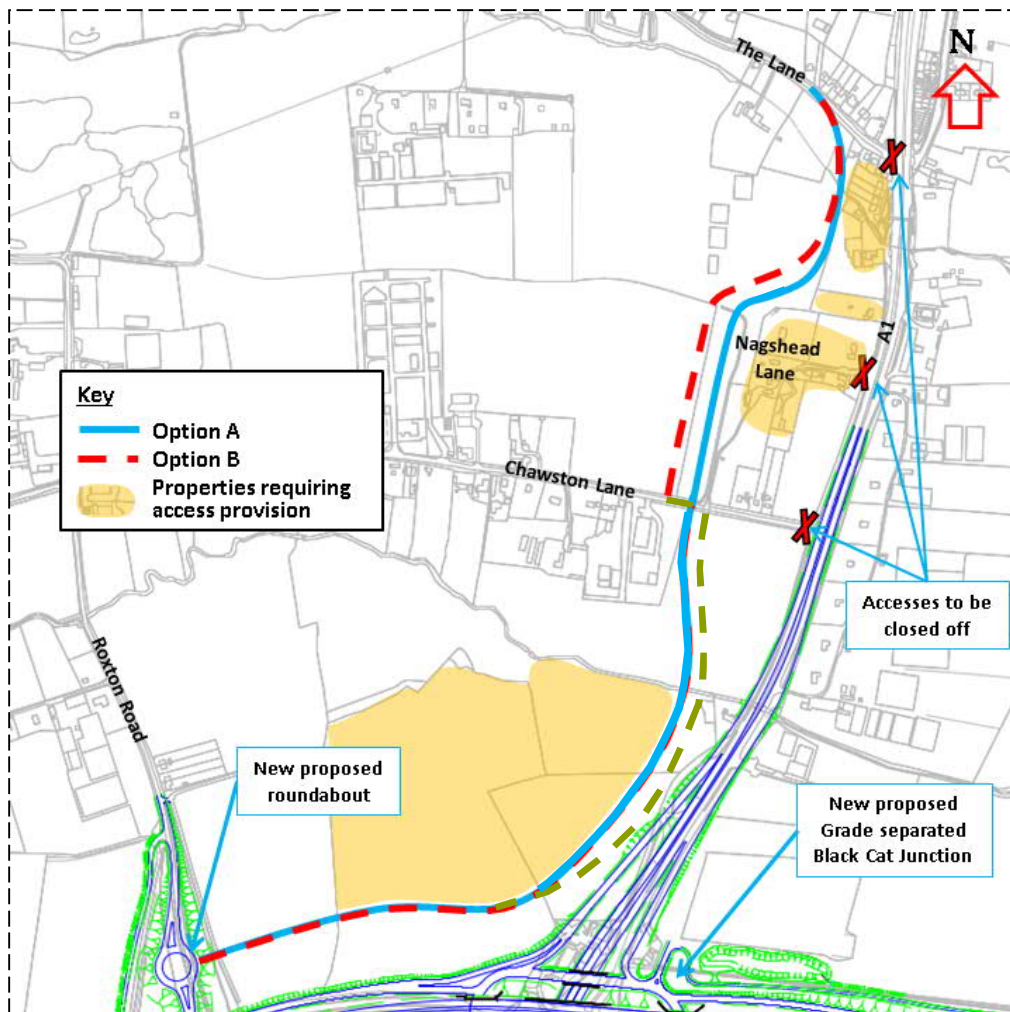 N
The Lane
A1
Nagshead
Lane
Key
Option A
Option B
Properties requiring
access provision
Chawston Lane
Accesses to be
closed off
Roxton Road
New proposed
roundabout
New proposed
Grade separated
Black Cat Junction